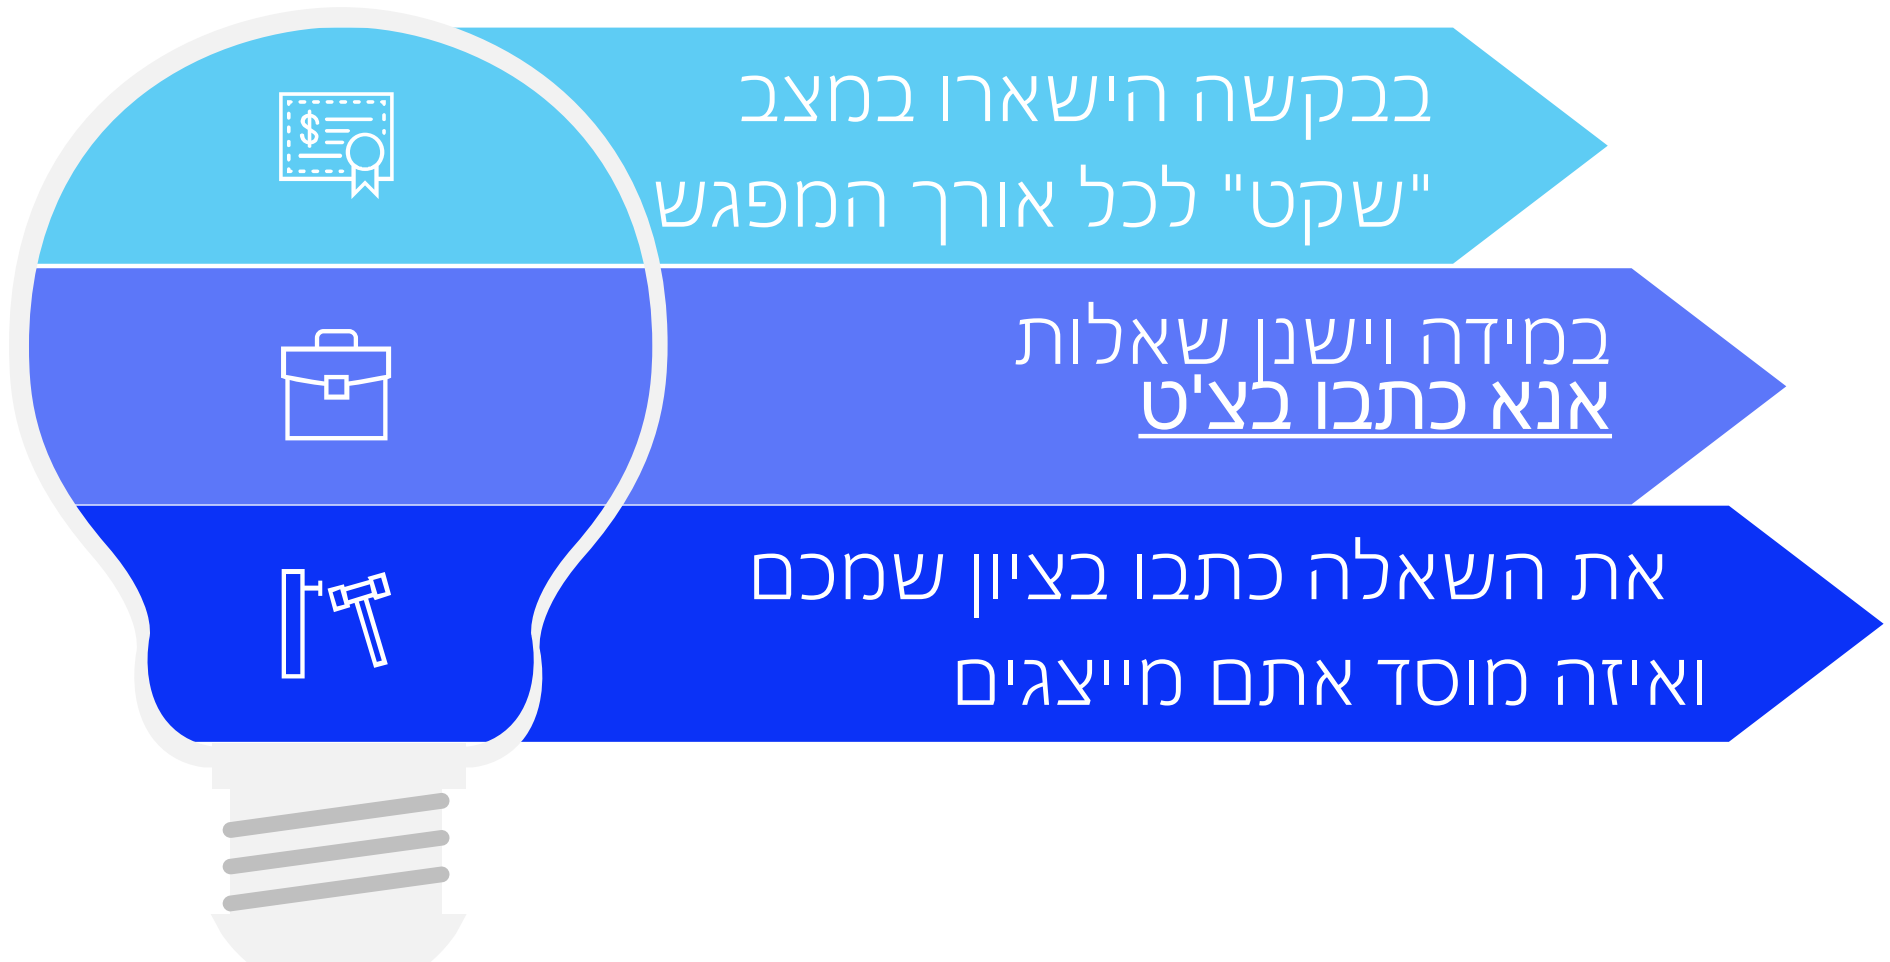 בבקשה הישארו במצב
"שקט" לכל אורך המפגש
במידה וישנן שאלות
אנא כתבו בצ'ט
את השאלה כתבו בציון שמכם
ואיזה מוסד אתם מייצגים
$